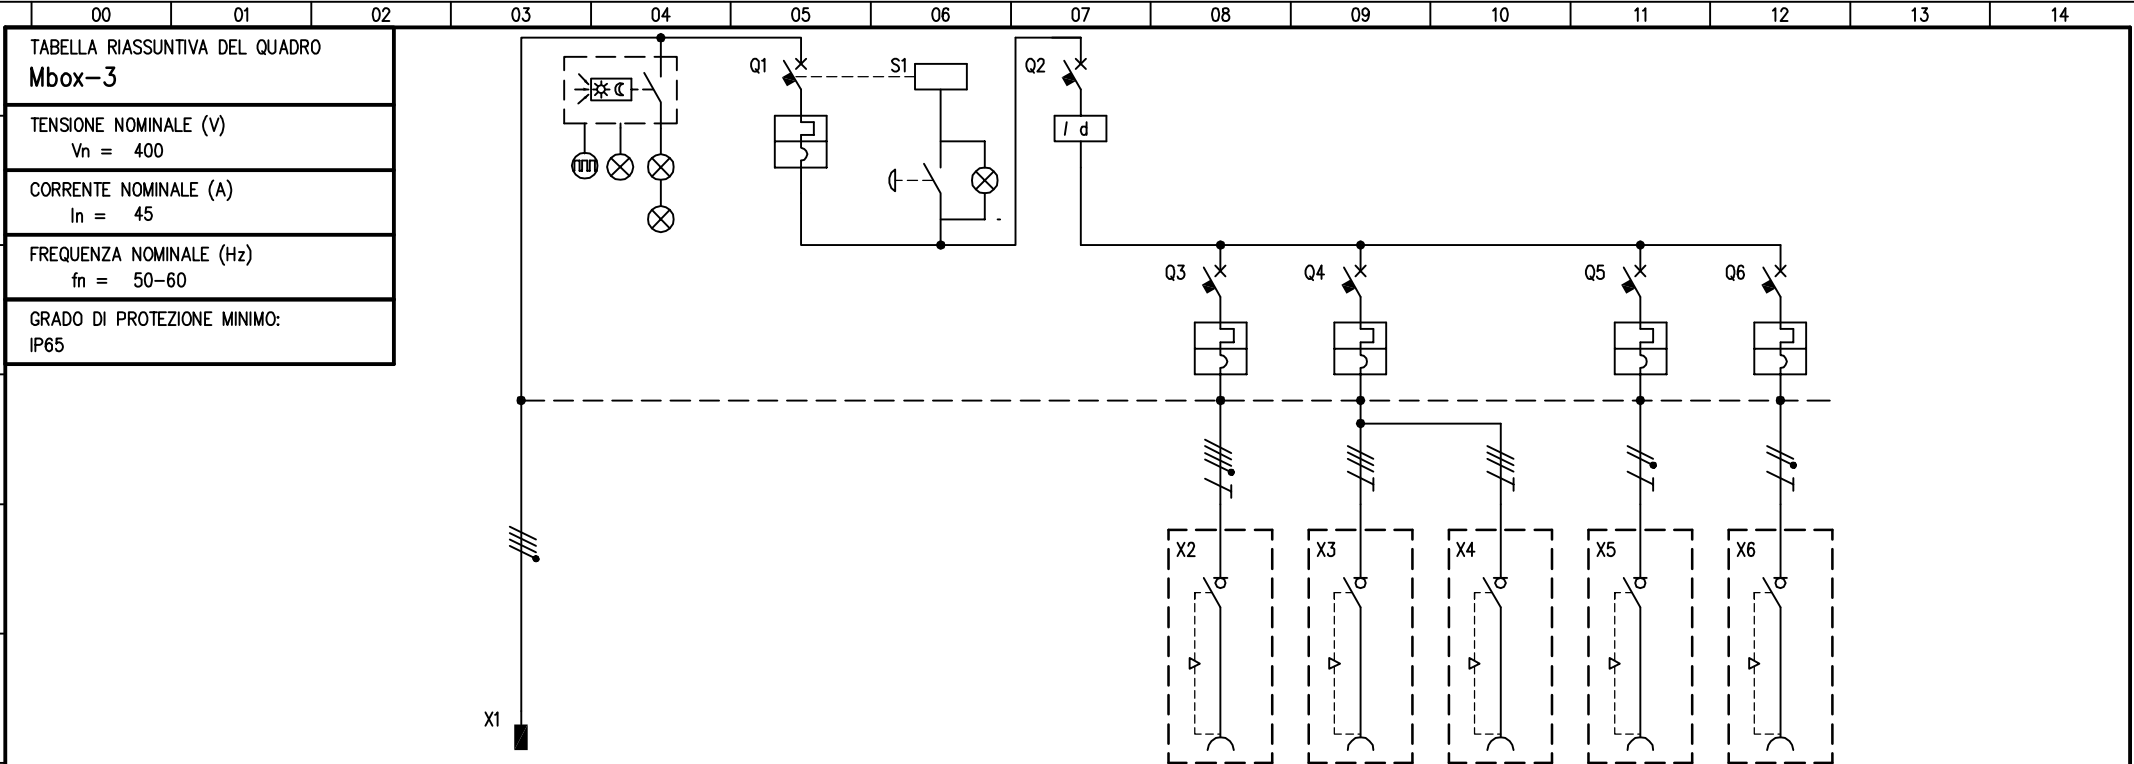 00 01 02 03 04 05 06 07 08 09 10 11 12 13 14
TABELLA RIASSUNTIVA DEL QUADRO
Mbox-3
TENSIONE NOMINALE (V)
Vn = 400
CORRENTE NOMINALE (A)
In = 45
FREQUENZA NOMINALE (Hz)
fn = 50-60
GRADO DI PROTEZIONE MINIMO:
IP65
Q1 S1 Q2
I d
Q3 Q4 Q5 Q6
X2 X3 X4 X5 X6
X1